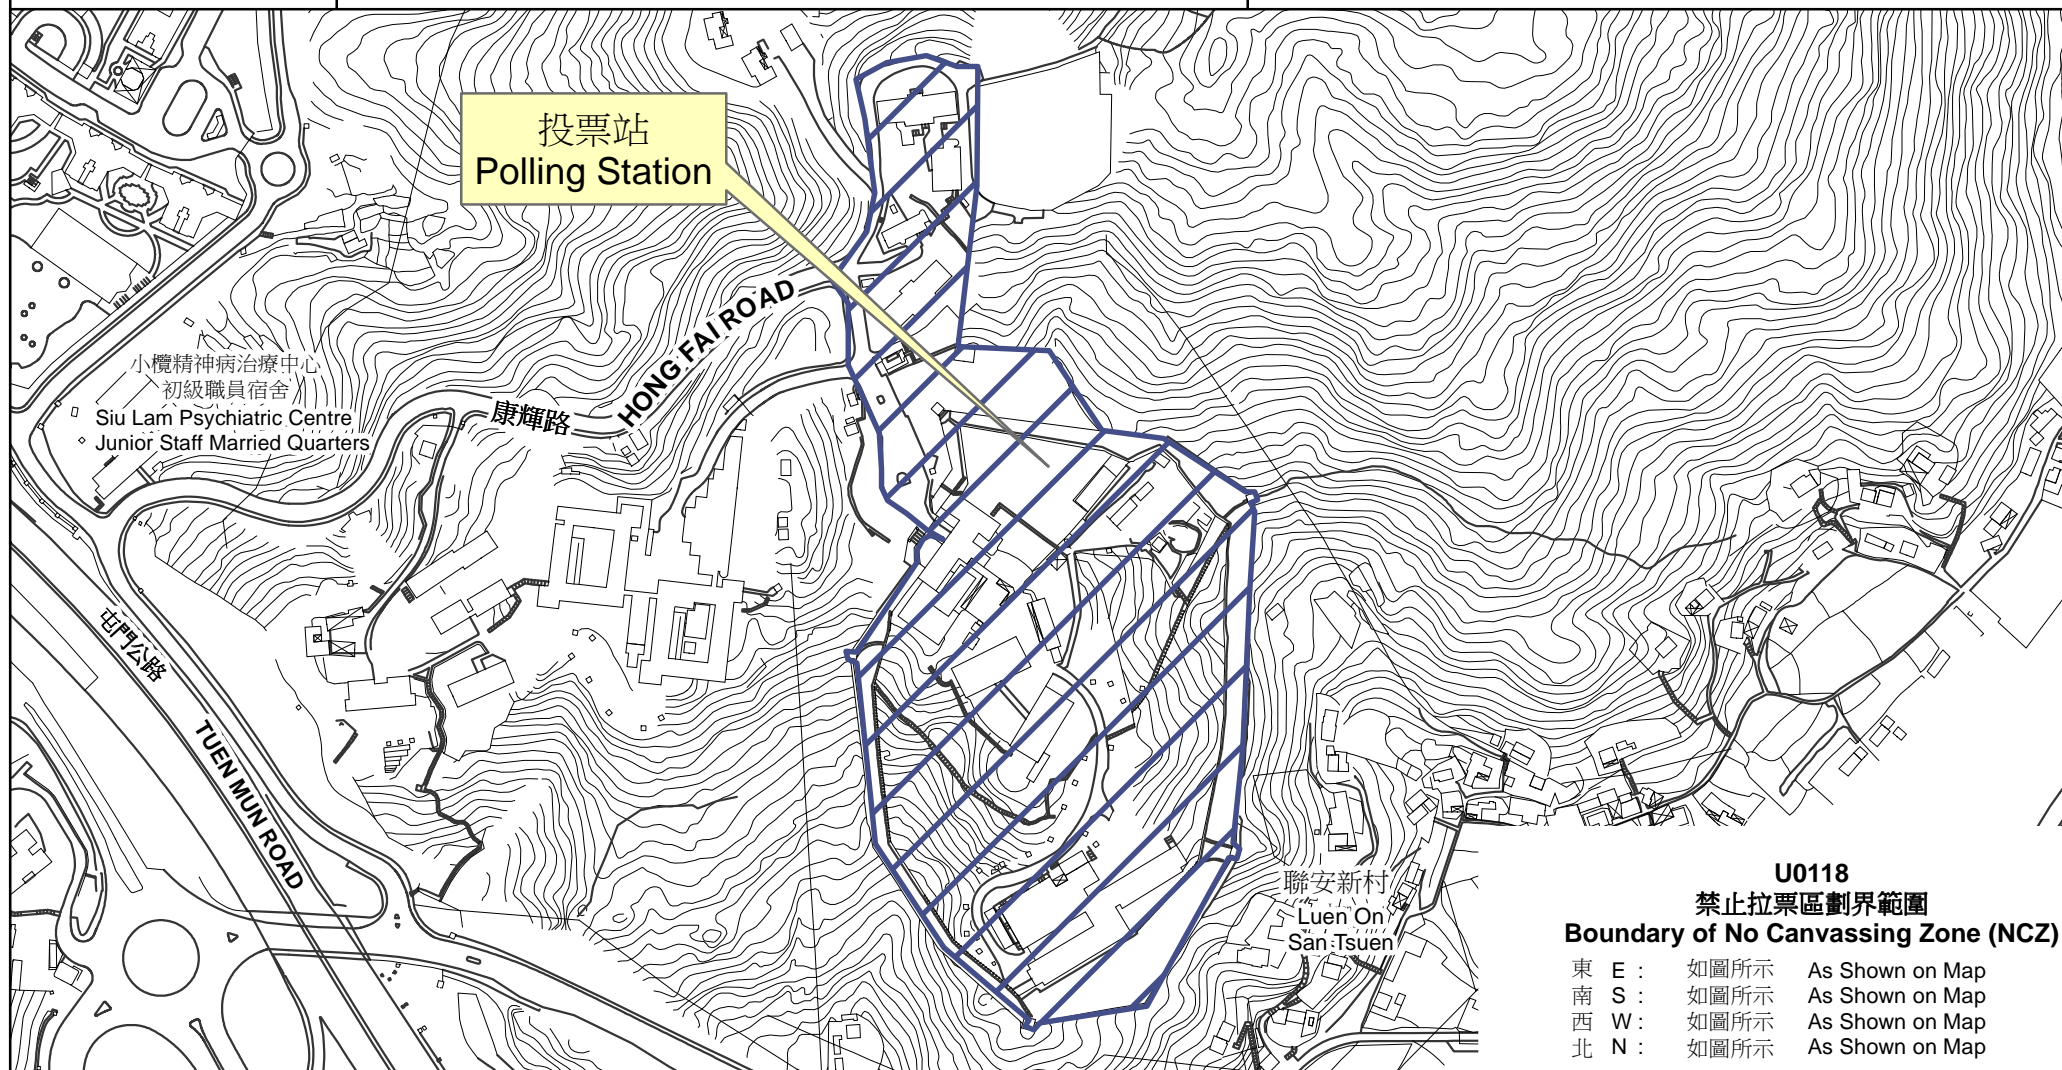 投票站
Polling Station
HONG FAI ROAD
康輝路
小欖精神病治療中心
初級職員宿舍
Siu Lam Psychiatric Centre
Junior Staff Married Quarters
屯門公路
TUEN MUN ROAD
聯安新村
Luen On
San Tsuen
U0118
禁止拉票區劃界範圍
Boundary of No Canvassing Zone (NCZ)
東 E : 如圖所示 As Shown on Map
南 S : 如圖所示 As Shown on Map
西 W : 如圖所示 As Shown on Map
北 N : 如圖所示 As Shown on Map